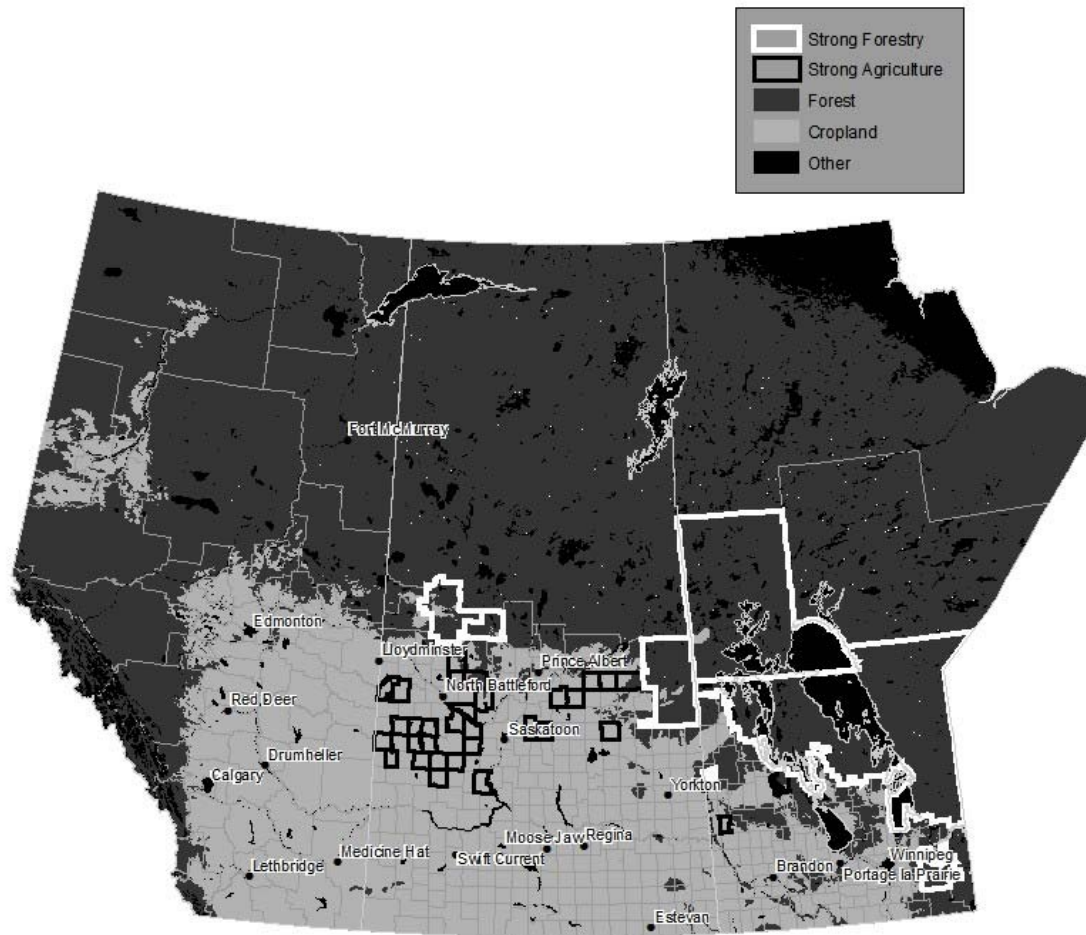 Strong Forestry
Strong Agriculture
Forest
Cropland
Other
Fort McMurray
Edmonton
Lloydminster
Prince Albert
North Battleford
Red Deer
Saskatoon
Drumheller
Calgary
Yorkton
Moose Jaw
Regina
Medicine Hat
Swift Current
Winnipeg
Lethbridge
Brandon
Portage la Prairie
Estevan